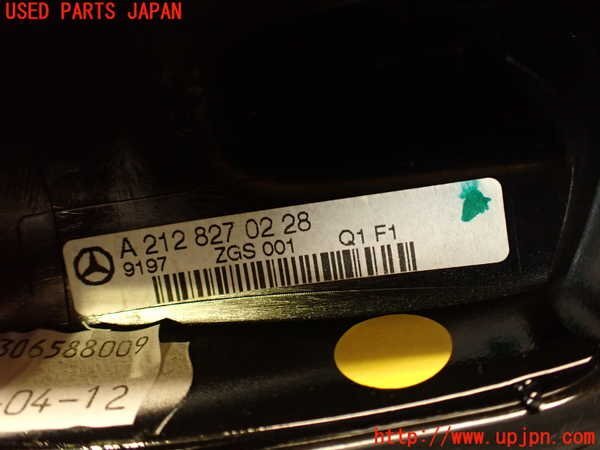 USED PARTS JAPAN
A 212 827 02 28
9197 ZGS 001 Q1 F1
306588009
-04-12
http://www.upjpn.com/